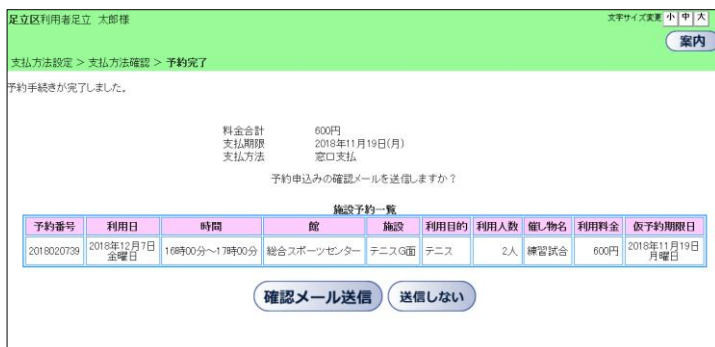 足立区利用者足立 太郎様
文字サイズ変更 小 中 大
案内
支払方法設定 > 支払方法確認 > 予約完了
予約手続きが完了しました。
料金合計 600円
支払期限 2018年11月19日(月)
支払方法 窓口支払
予約申込みの確認メールを送信しますか？
施設予約一覧
予約番号 利用日 時間 館 施設 利用目的 利用人数 催し物名 利用料金 仮予約期限日
2018020739 2018年12月7日 金曜日 16時00分～17時00分 総合スポーツセンター テニスG面 テニス 2人 練習試合 600円 2018年11月19日 月曜日
確認メール送信 送信しない